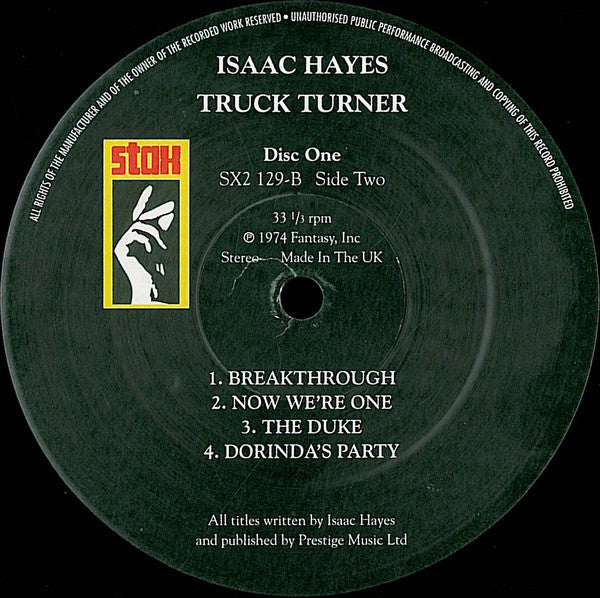 ALL RIGHTS OF THE MANUFACTURER AND OF THE OWNER OF THE RECORDED WORK RESERVED • UNAUTHORISED PUBLIC PERFORMANCE BROADCASTING AND COPYING OF THIS RECORD PROHIBITED
ISAAC HAYES
TRUCK TURNER
stax
Disc One
SX2 129-B Side Two
33 1/3 rpm
℗ 1974 Fantasy, Inc
Stereo Made In The UK
1. BREAKTHROUGH
2. NOW WE'RE ONE
3. THE DUKE
4. DORINDA'S PARTY
All titles written by Isaac Hayes
and published by Prestige Music Ltd